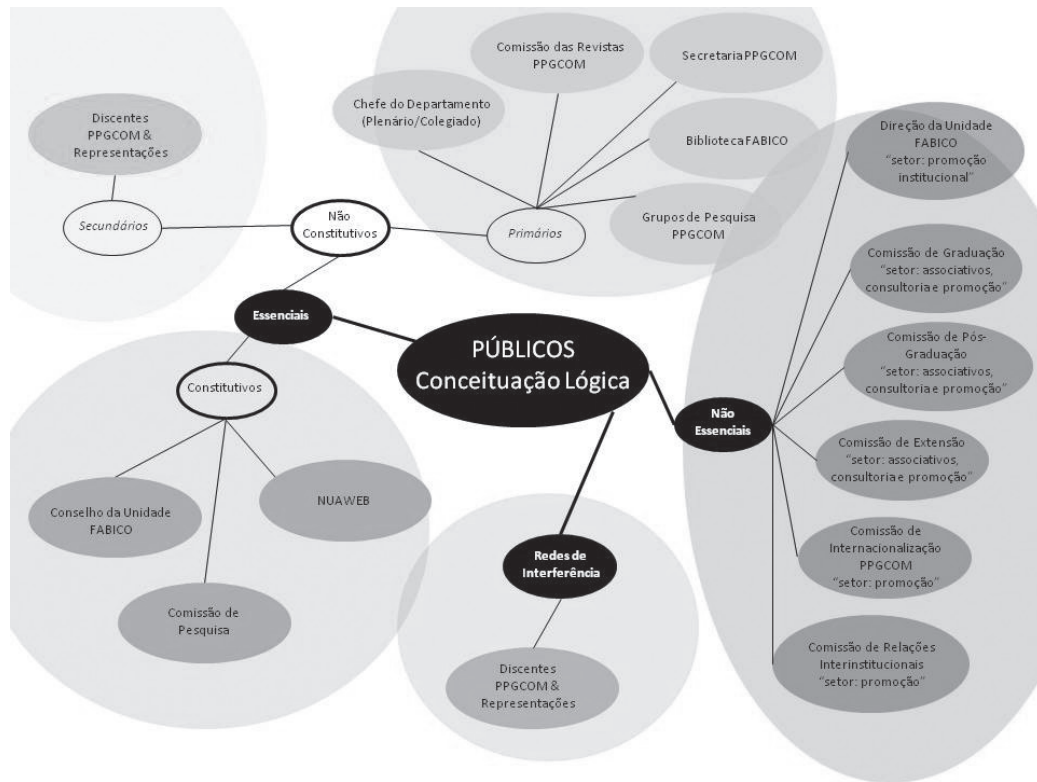 Comissão das Revistas
PPGCOM
Secretaria PPGCOM
Chefe do Departamento
(Plenário/Colegiado)
Biblioteca FABICO
Grupos de Pesquisa
PPGCOM
Primários
Discentes
PPGCOM &
Representações
Secundários
Não
Constitutivos
Essenciais
Constitutivos
Conselho da Unidade
FABICO
NUAWEB
Comissão de
Pesquisa
PÚBLICOS
Conceituação Lógica
Redes de
Interferência
Discentes
PPGCOM &
Representações
Não
Essenciais
Direção da Unidade
FABICO
“setor: promoção
institucional”
Comissão de Graduação
“setor: associativos,
consultoria e promoção”
Comissão de Pós-
Graduação
“setor: associativos,
consultoria e promoção”
Comissão de Extensão
“setor: associativos,
consultoria e promoção”
Comissão de
Internacionalização
PPGCOM
“setor: promoção”
Comissão de Relações
Interinstitucionais
“setor: promoção”